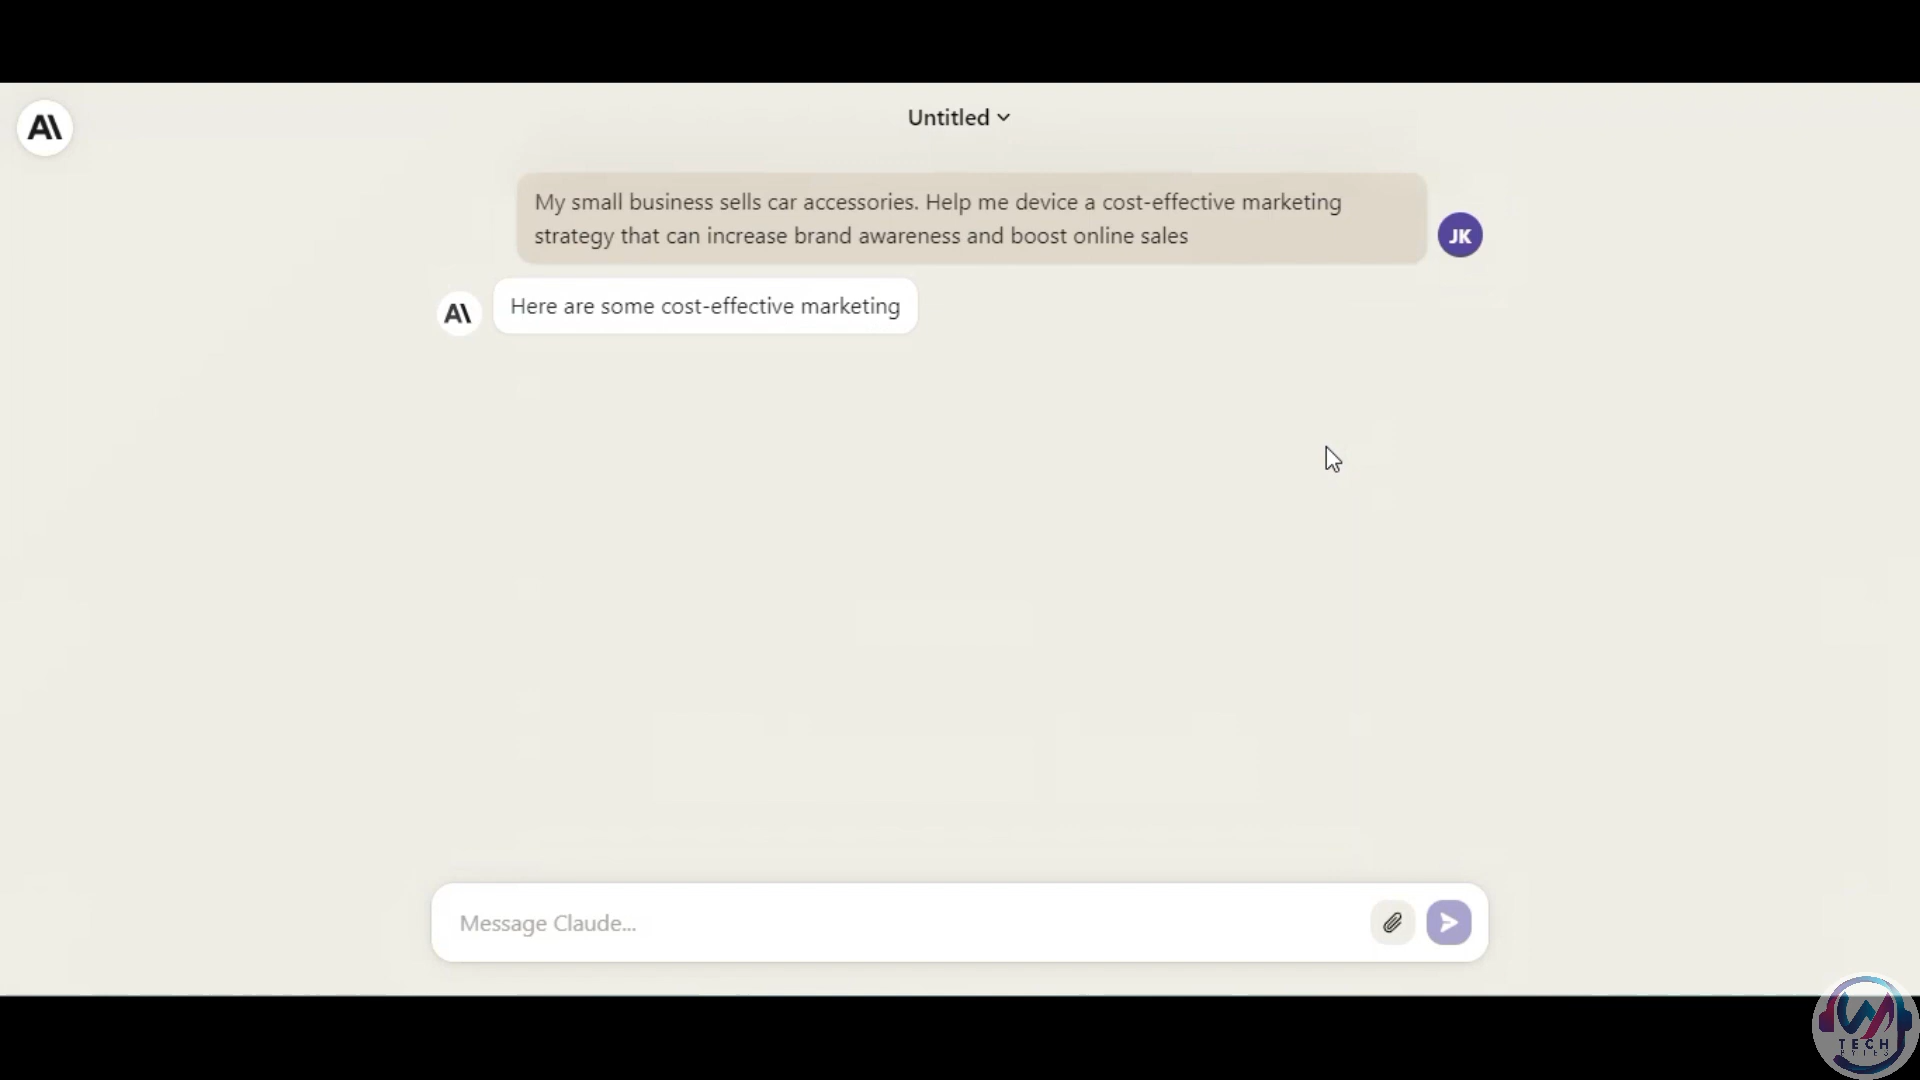 Untitled
My small business sells car accessories. Help me device a cost-effective marketing
strategy that can increase brand awareness and boost online sales
JK
A\
Here are some cost-effective marketing
A\
Message Claude...
TECH
BYTES